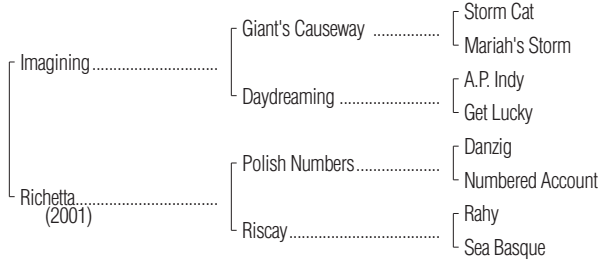 Storm Cat
Giant's Causeway ................
Mariah's Storm
Imagining ..............................
A.P. Indy
Daydreaming ........................
Get Lucky
Danzig
Polish Numbers ....................
Numbered Account
Richetta..................................
(2001)
Rahy
Riscay ....................................
Sea Basque